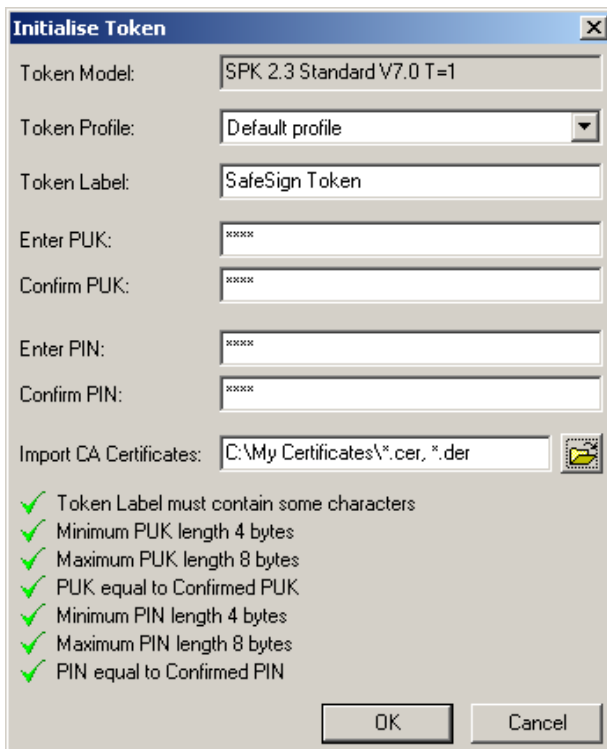 Initialise Token
Token Model: SPK 2.3 Standard V7.0 T=1
Token Profile: Default profile
Token Label: SafeSign Token
Enter PUK: ****
Confirm PUK: ****
Enter PIN: ****
Confirm PIN: ****
Import CA Certificates: C:\My Certificates\*.cer, *.der
Token Label must contain some characters
Minimum PUK length 4 bytes
Maximum PUK length 8 bytes
PUK equal to Confirmed PUK
Minimum PIN length 4 bytes
Maximum PIN length 8 bytes
PIN equal to Confirmed PIN
OK Cancel